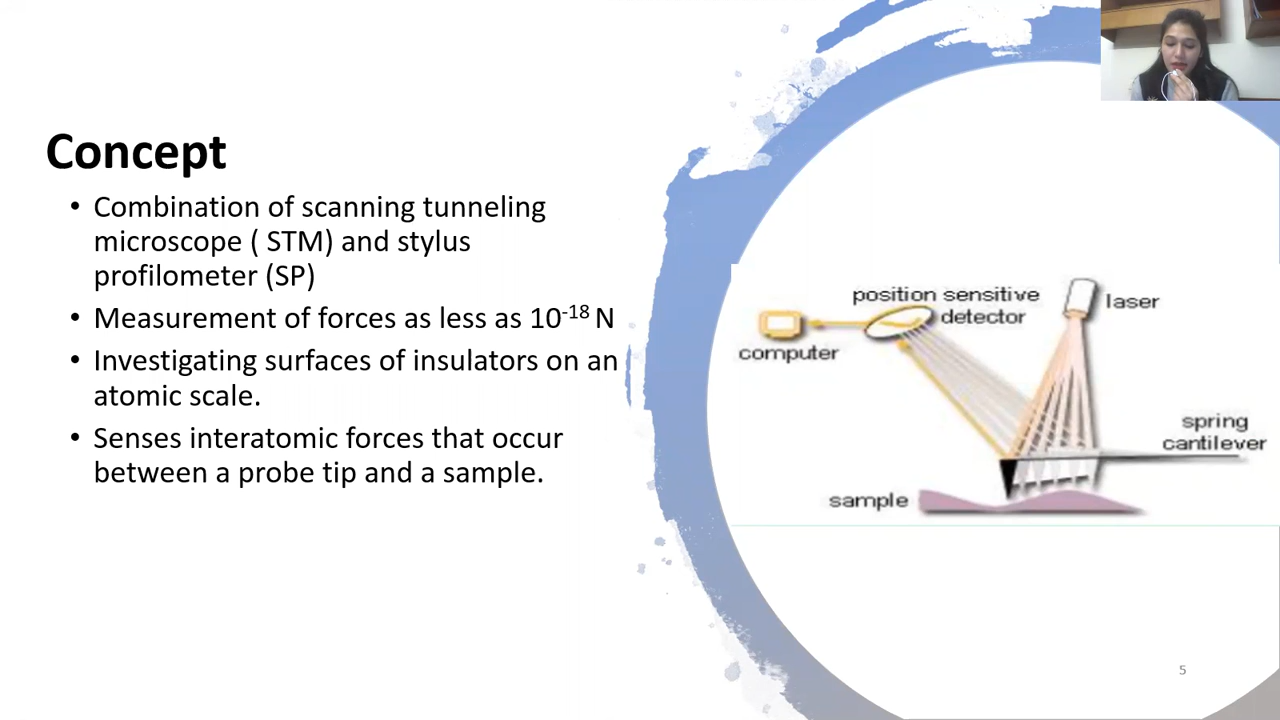 Concept
• Combination of scanning tunneling
microscope ( STM) and stylus
profilometer (SP)
• Measurement of forces as less as 10⁻¹⁸ N
• Investigating surfaces of insulators on an
atomic scale.
• Senses interatomic forces that occur
between a probe tip and a sample.
position sensitive
detector
laser
computer
spring
cantilever
sample
5